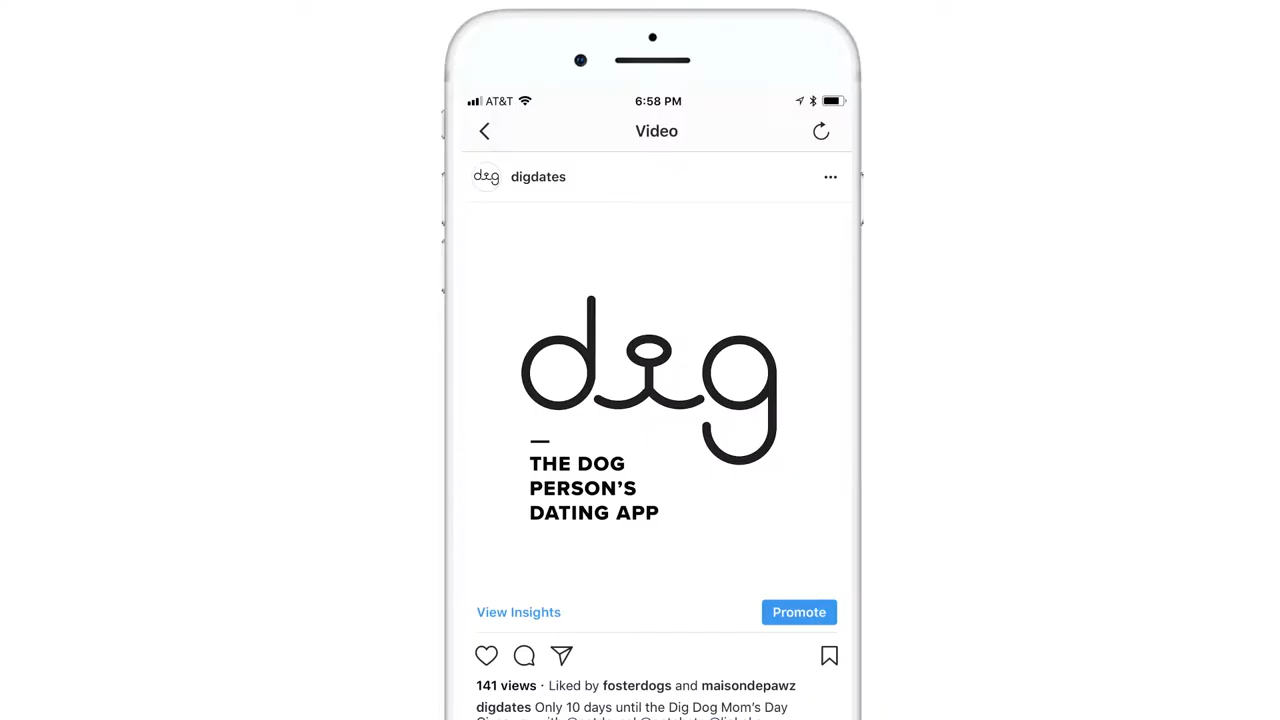 AT&T
6:58 PM
Video
dig
digdates
dig
THE DOG
PERSON'S
DATING APP
View Insights
Promote
141 views · Liked by fosterdogs and maisondepawz
digdates Only 10 days until the Dig Dog Mom's Day